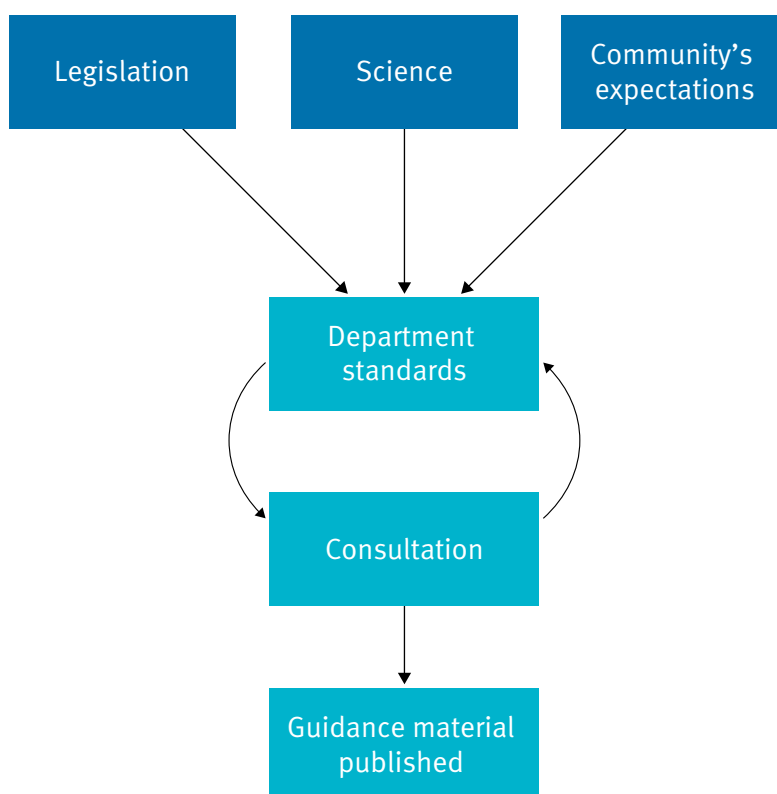 Legislation
Science
Community’s
expectations
Department
standards
Consultation
Guidance material
published